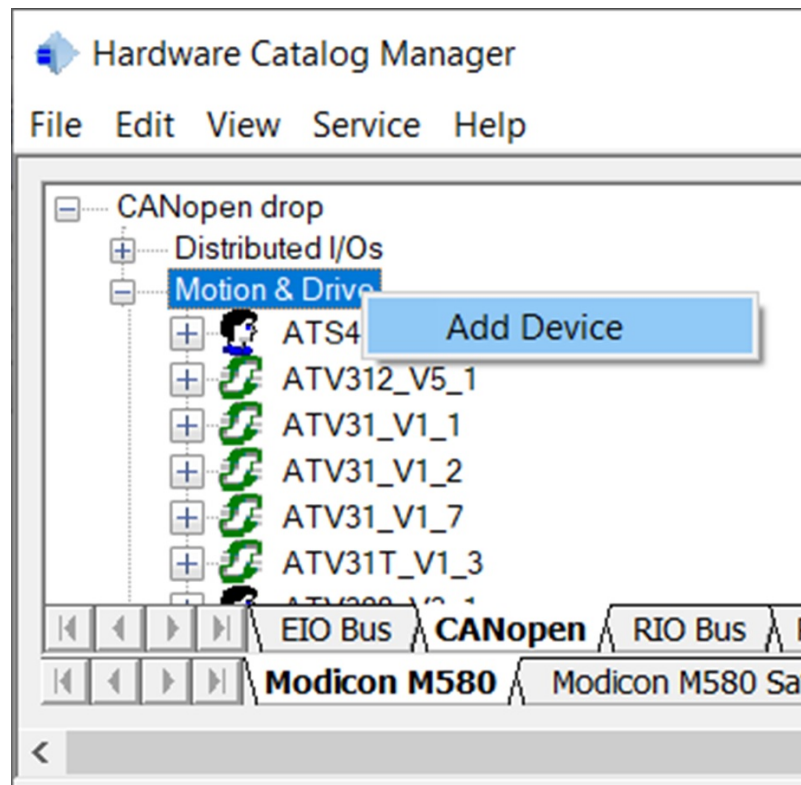 Hardware Catalog Manager
File Edit View Service Help
CANopen drop
Distributed I/Os
Motion & Drive
Add Device
ATS4
ATV312_V5_1
ATV31_V1_1
ATV31_V1_2
ATV31_V1_7
ATV31T_V1_3
EIO Bus CANopen RIO Bus
Modicon M580 Modicon M580 Sa